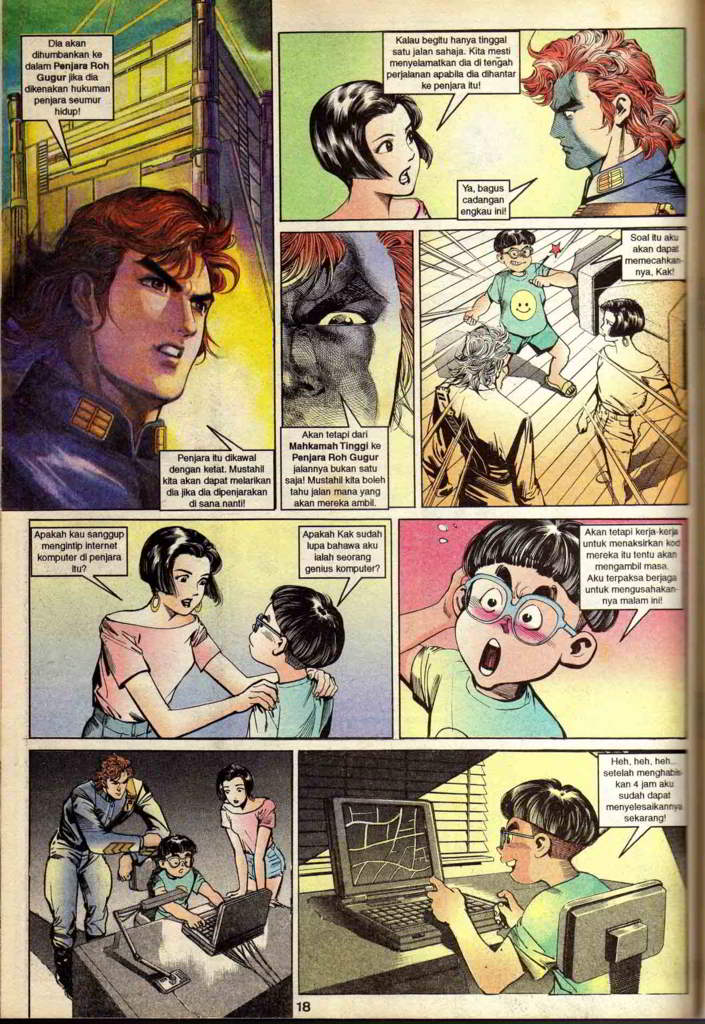 Dia akan
dihumbankan ke
dalam Penjara Roh
Gugur jika dia
dikenakan hukuman
penjara seumur
hidup!
Penjara itu dikawal
dengan ketat. Mustahil
kita akan dapat melarikan
dia jika dia dipenjarakan
di sana nanti!
Kalau begitu hanya tinggal
satu jalan sahaja. Kita mesti
menyelamatkan dia di tengah
perjalanan apabila dia dihantar
ke penjara itu!
Ya, bagus
cadangan
engkau ini!
Akan tetapi dari
Mahkamah Tinggi ke
Penjara Roh Gugur
jalannya bukan satu
saja! Mustahil kita boleh
tahu jalan mana yang
akan mereka ambil.
Soal itu aku
akan dapat
memecahkan-
nya, Kak!
Apakah kau sanggup
mengintip internet
komputer di penjara
itu?
Apakah Kak sudah
lupa bahawa aku
ialah seorang
genius komputer?
Akan tetapi kerja-kerja
untuk menaksirkan kod
mereka itu tentu akan
mengambil masa.
Aku terpaksa berjaga
untuk mengusahakan-
nya malam ini!
Heh, heh, heh...
setelah menghabis-
kan 4 jam aku
sudah dapat
menyelesaikannya
sekarang!
18